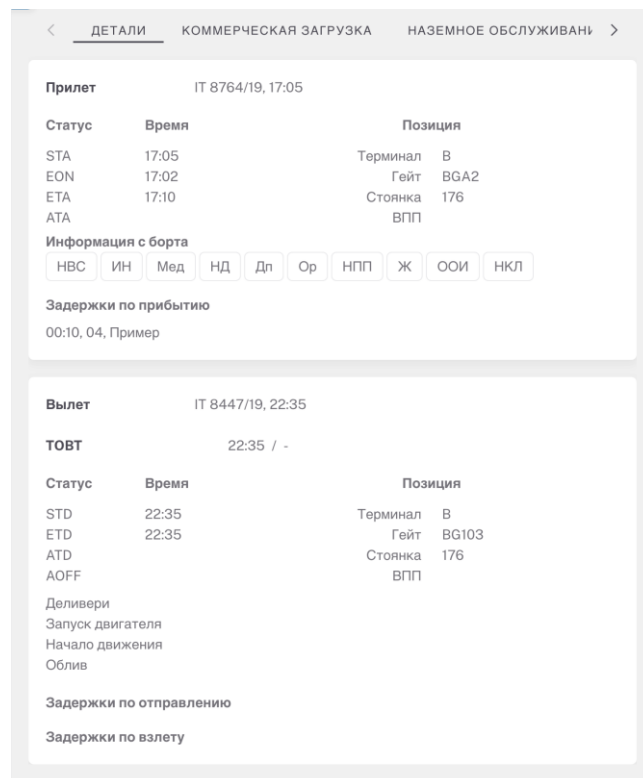 ДЕТАЛИ КОММЕРЧЕСКАЯ ЗАГРУЗКА НАЗЕМНОЕ ОБСЛУЖИВАНИ
Прилет IT 8764/19, 17:05
Статус Время Позиция
STA 17:05 Терминал B
EON 17:02 Гейт BGA2
ETA 17:10 Стоянка 176
ATA ВПП
Информация с борта
НВС ИН Мед НД Дп Ор НПП Ж ООИ НКЛ
Задержки по прибытию
00:10, 04, Пример
Вылет IT 8447/19, 22:35
ТОВТ 22:35 / -
Статус Время Позиция
STD 22:35 Терминал B
ETD 22:35 Гейт BG103
ATD Стоянка 176
AOFF ВПП
Деливери
Запуск двигателя
Начало движения
Облив
Задержки по отправлению
Задержки по взлету